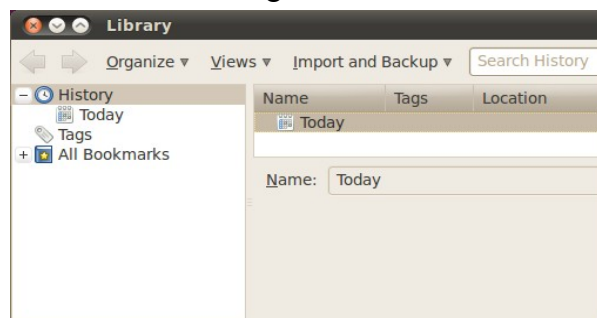 Library
Organize Views Import and Backup Search History
History
Today
Tags
All Bookmarks
Name Tags Location
Today
Name: Today